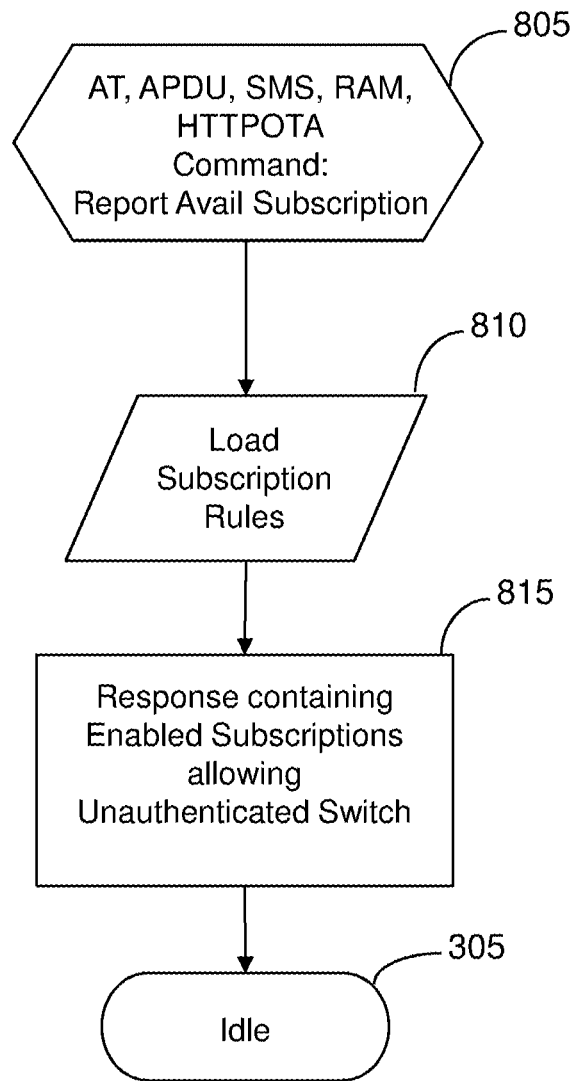 805
AT, APDU, SMS, RAM,
HTTPOTA
Command:
Report Avail Subscription
810
Load
Subscription
Rules
815
Response containing
Enabled Subscriptions
allowing
Unauthenticated Switch
305
Idle